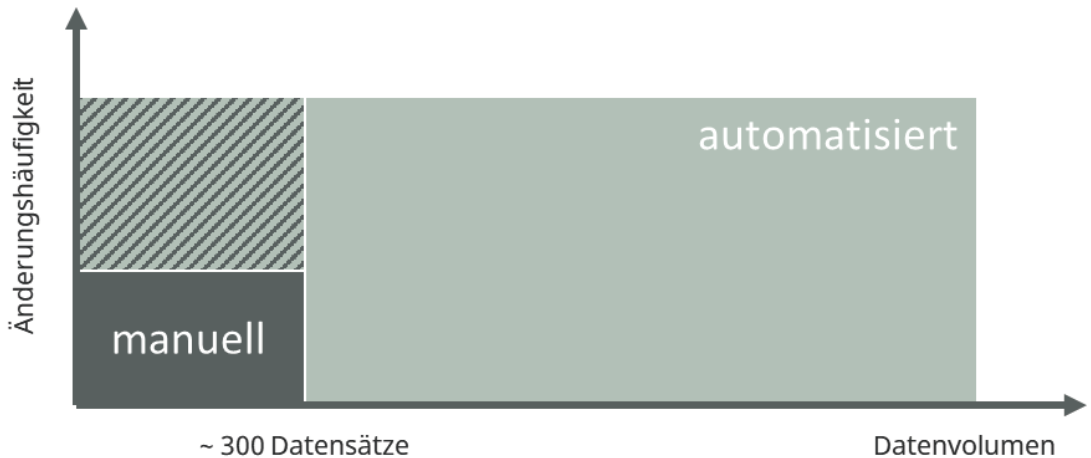 Änderungshäufigkeit
automatisiert
manuell
~ 300 Datensätze
Datenvolumen